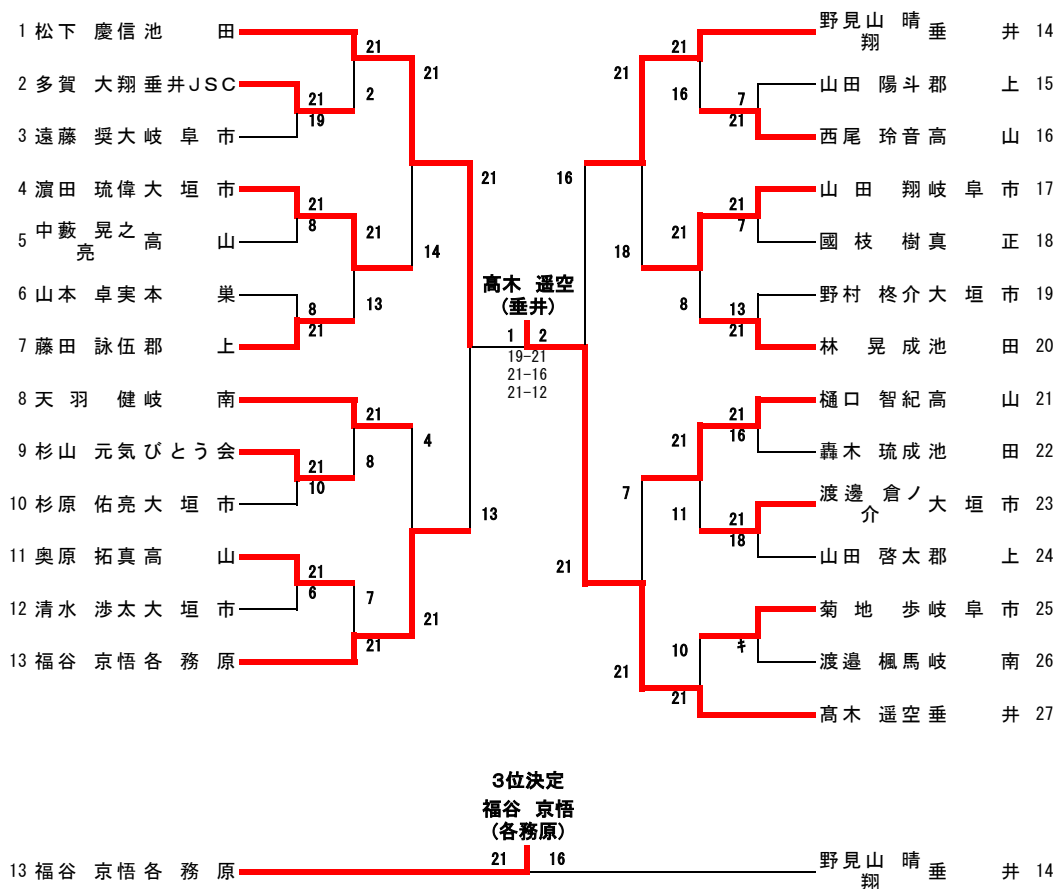 1 松下 慶信 池 田
2 多賀 大翔 垂井JSC
3 遠藤 奨大 岐 阜 市
4 濵田 琉偉 大 垣 市
5 中藪 晃之亮 高 山
6 山本 卓実 本 巣
7 藤田 詠伍 郡 上
8 天 羽 健 岐 南
9 杉山 元気 びとう会
10 杉原 佑亮 大 垣 市
11 奥原 拓真 高 山
12 清水 渉太 大 垣 市
13 福谷 京悟 各 務 原
21
2
21
19
21
21
8
21
14
13
8
21
21
21
4
8
21
10
13
21
6
7
21
21
髙木 遥空
(垂井)
1 2
19-21
21-16
21-12
野見山 晴翔 垂 井 14
山田 陽斗 郡 上 15
西尾 玲音 高 山 16
山 田 翔 岐 阜 市 17
國 枝 樹 真 正 18
野村 柊介 大 垣 市 19
林 晃成 池 田 20
樋口 智紀 高 山 21
轟木 琉成 池 田 22
渡邉 倉ノ介 大 垣 市 23
山田 啓太 郡 上 24
菊 地 歩 岐 阜 市 25
渡邉 楓馬 岐 南 26
髙木 遥空 垂 井 27
21
21
16
7
21
16
21
21
7
18
8
13
21
21
21
16
7
11
21
18
21
10
キ
21
21
3位決定
福谷 京悟
(各務原)
13 福谷 京悟 各 務 原
21 16
野見山 晴翔 垂 井 14